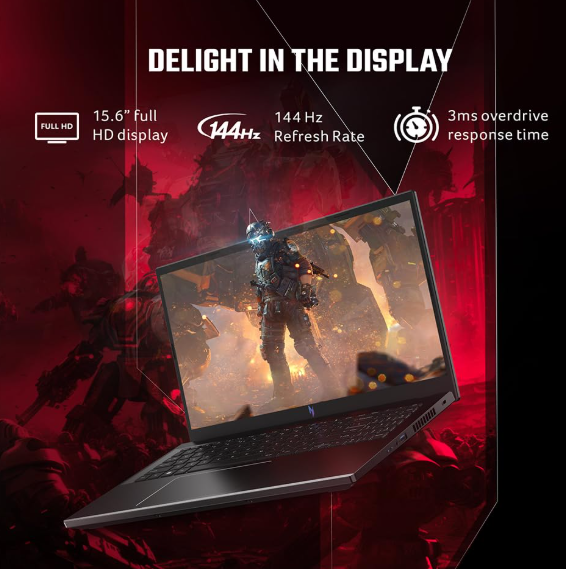 DELIGHT IN THE DISPLAY
FULL HD
15.6” full
HD display
144Hz
144 Hz
Refresh Rate
3ms overdrive
response time